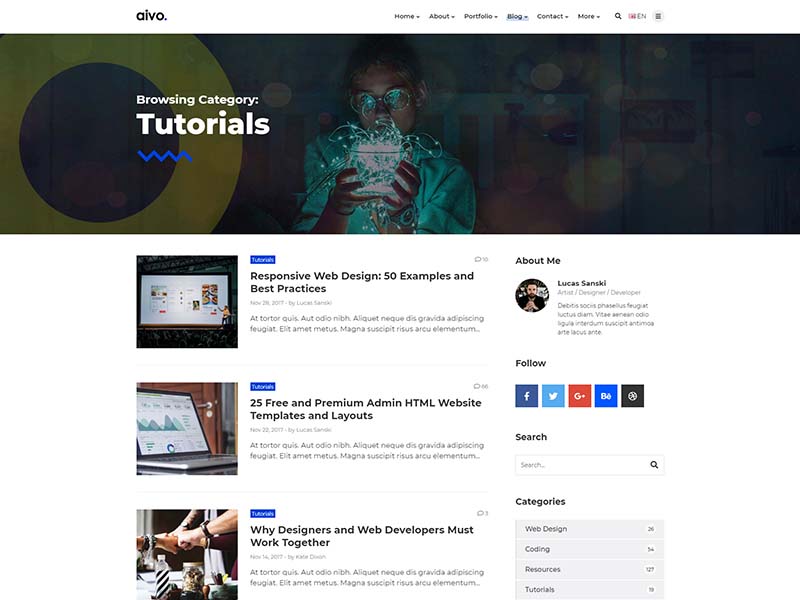 aivo.
Home About Portfolio Blog Contact More EN
Browsing Category:
Tutorials
Tutorials 10
Responsive Web Design: 50 Examples and
Best Practices
Nov 28, 2017 - by Lucas Sanski
At tortor quis. Aut odio nibh. Aliquet neque dis gravida adipiscing
feugiat. Elit amet metus. Magna suscipit risus arcu elementum...
Tutorials 66
25 Free and Premium Admin HTML Website
Templates and Layouts
Nov 22, 2017 - by Lucas Sanski
At tortor quis. Aut odio nibh. Aliquet neque dis gravida adipiscing
feugiat. Elit amet metus. Magna suscipit risus arcu elementum...
Tutorials 3
Why Designers and Web Developers Must
Work Together
Nov 14, 2017 - by Kate Dixon
At tortor quis. Aut odio nibh. Aliquet neque dis gravida adipiscing
feugiat. Elit amet metus. Magna suscipit risus arcu elementum...
About Me
Lucas Sanski
Artist / Designer / Developer
Debitis sociis phasellus feugiat
luctus diam. Vitae aenean odio
ligula interdum suscipit antimoa
arte lacus ante.
Follow
f G+ Bē
Search
Search...
Categories
Web Design 26
Coding 54
Resources 127
Tutorials 19